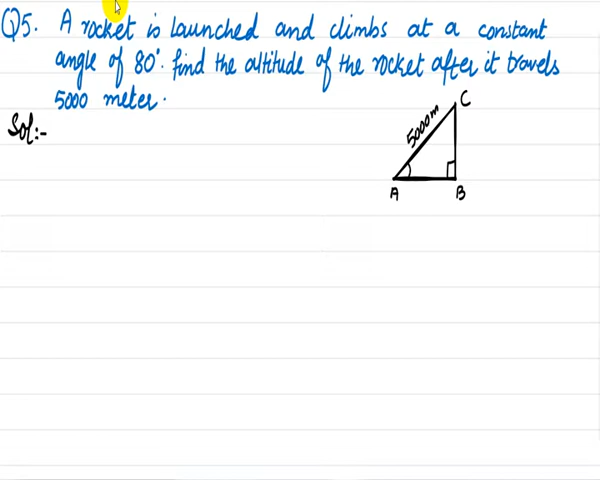 Q5. A rocket is launched and climbs at a constant
angle of 80°. find the altitude of the rocket after it travels
5000 meter.
Sol:-
C
5000m
A
B